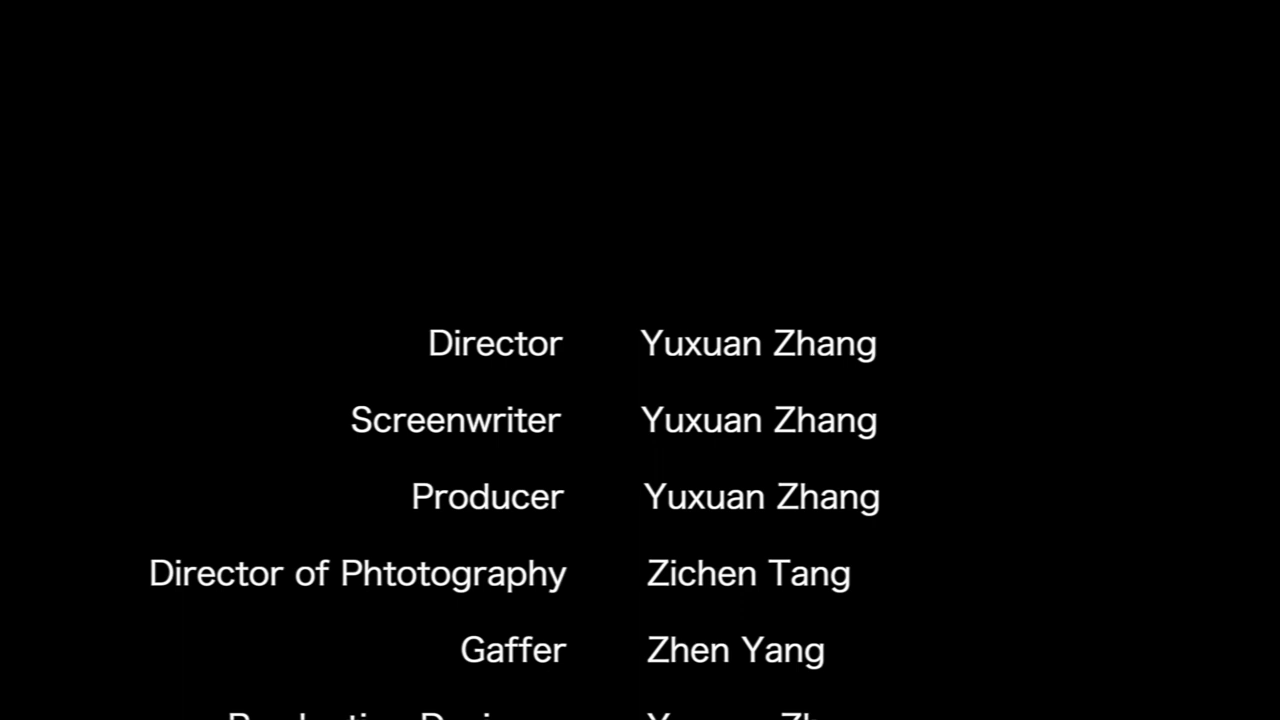 Director Yuxuan Zhang
Screenwriter Yuxuan Zhang
Producer Yuxuan Zhang
Director of Phtotography Zichen Tang
Gaffer Zhen Yang